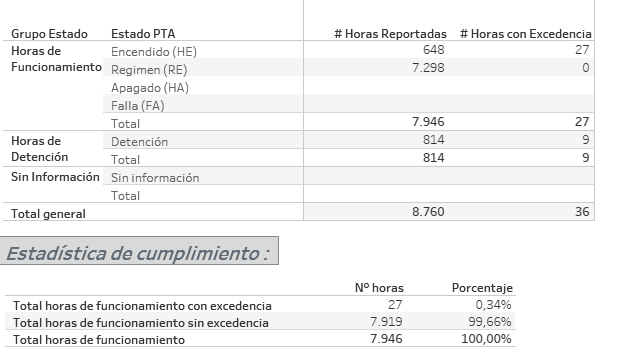 Grupo Estado Estado PTA # Horas Reportadas # Horas con Excedencia
Horas de Encendido (HE) 648 27
Funcionamiento Regimen (RE) 7.298 0
Apagado (HA)
Falla (FA)
Total 7.946 27
Horas de Detención 814 9
Detención Total 814 9
Sin Información Sin información
Total
Total general 8.760 36
Estadística de cumplimiento :
Nº horas Porcentaje
Total horas de funcionamiento con excedencia 27 0,34%
Total horas de funcionamiento sin excedencia 7.919 99,66%
Total horas de funcionamiento 7.946 100,00%